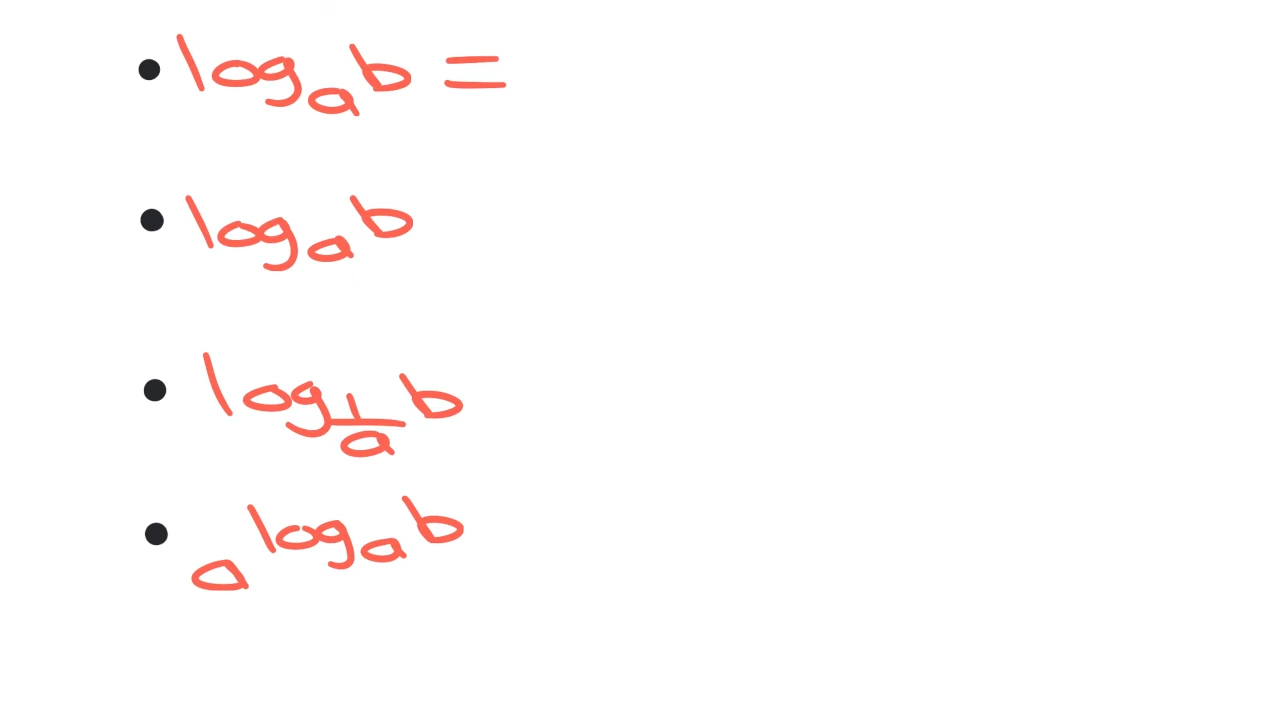 • log_a b =
• log_a b
• log_{1/a} b
• a^{log_a b}